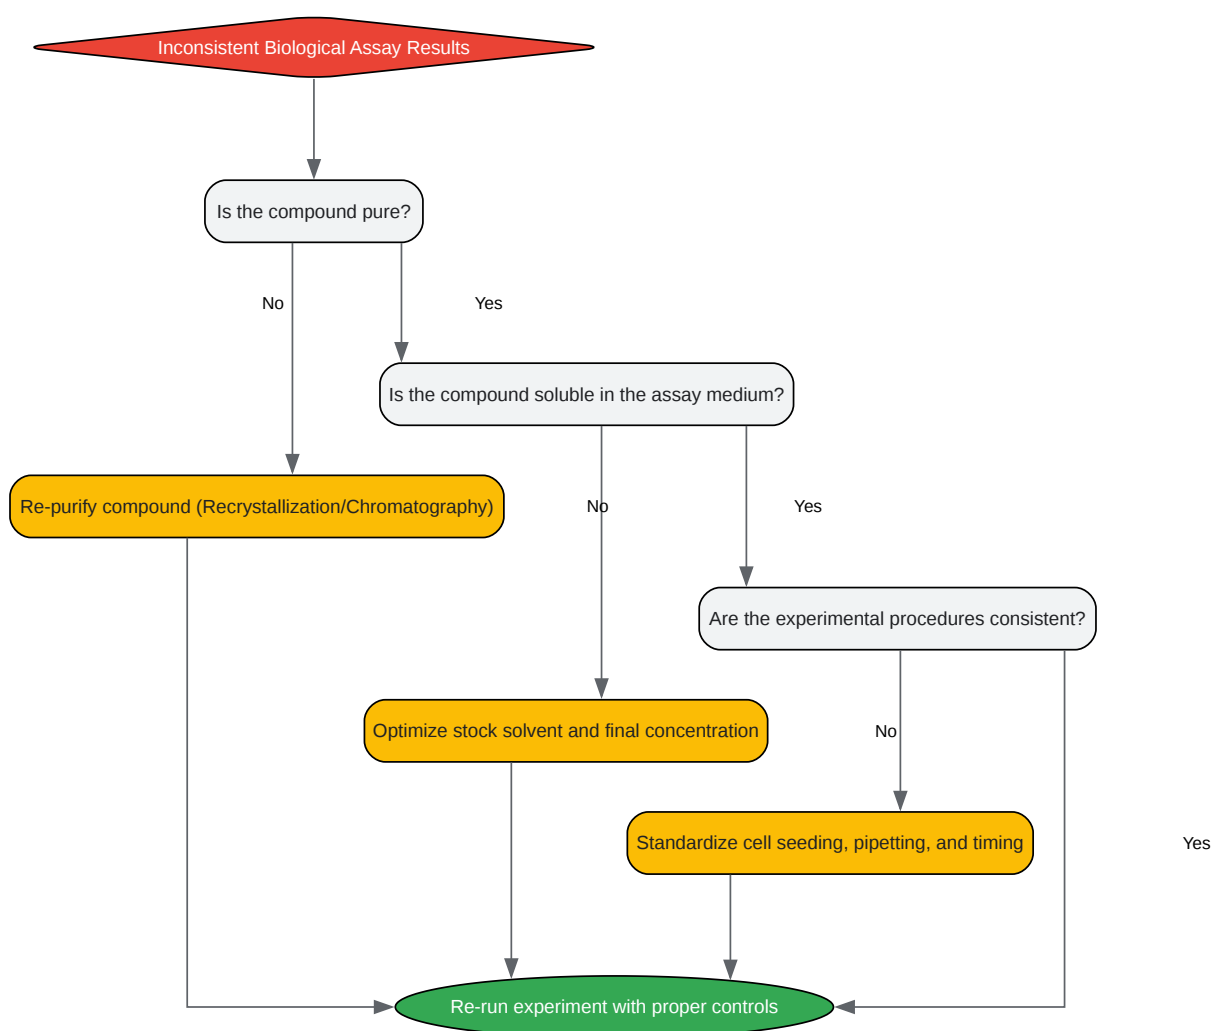 Inconsistent Biological Assay Results
Is the compound pure?
No
Yes
Is the compound soluble in the assay medium?
Re-purify compound (Recrystallization/Chromatography)
No
Yes
Are the experimental procedures consistent?
Optimize stock solvent and final concentration
No
Standardize cell seeding, pipetting, and timing
Yes
Re-run experiment with proper controls